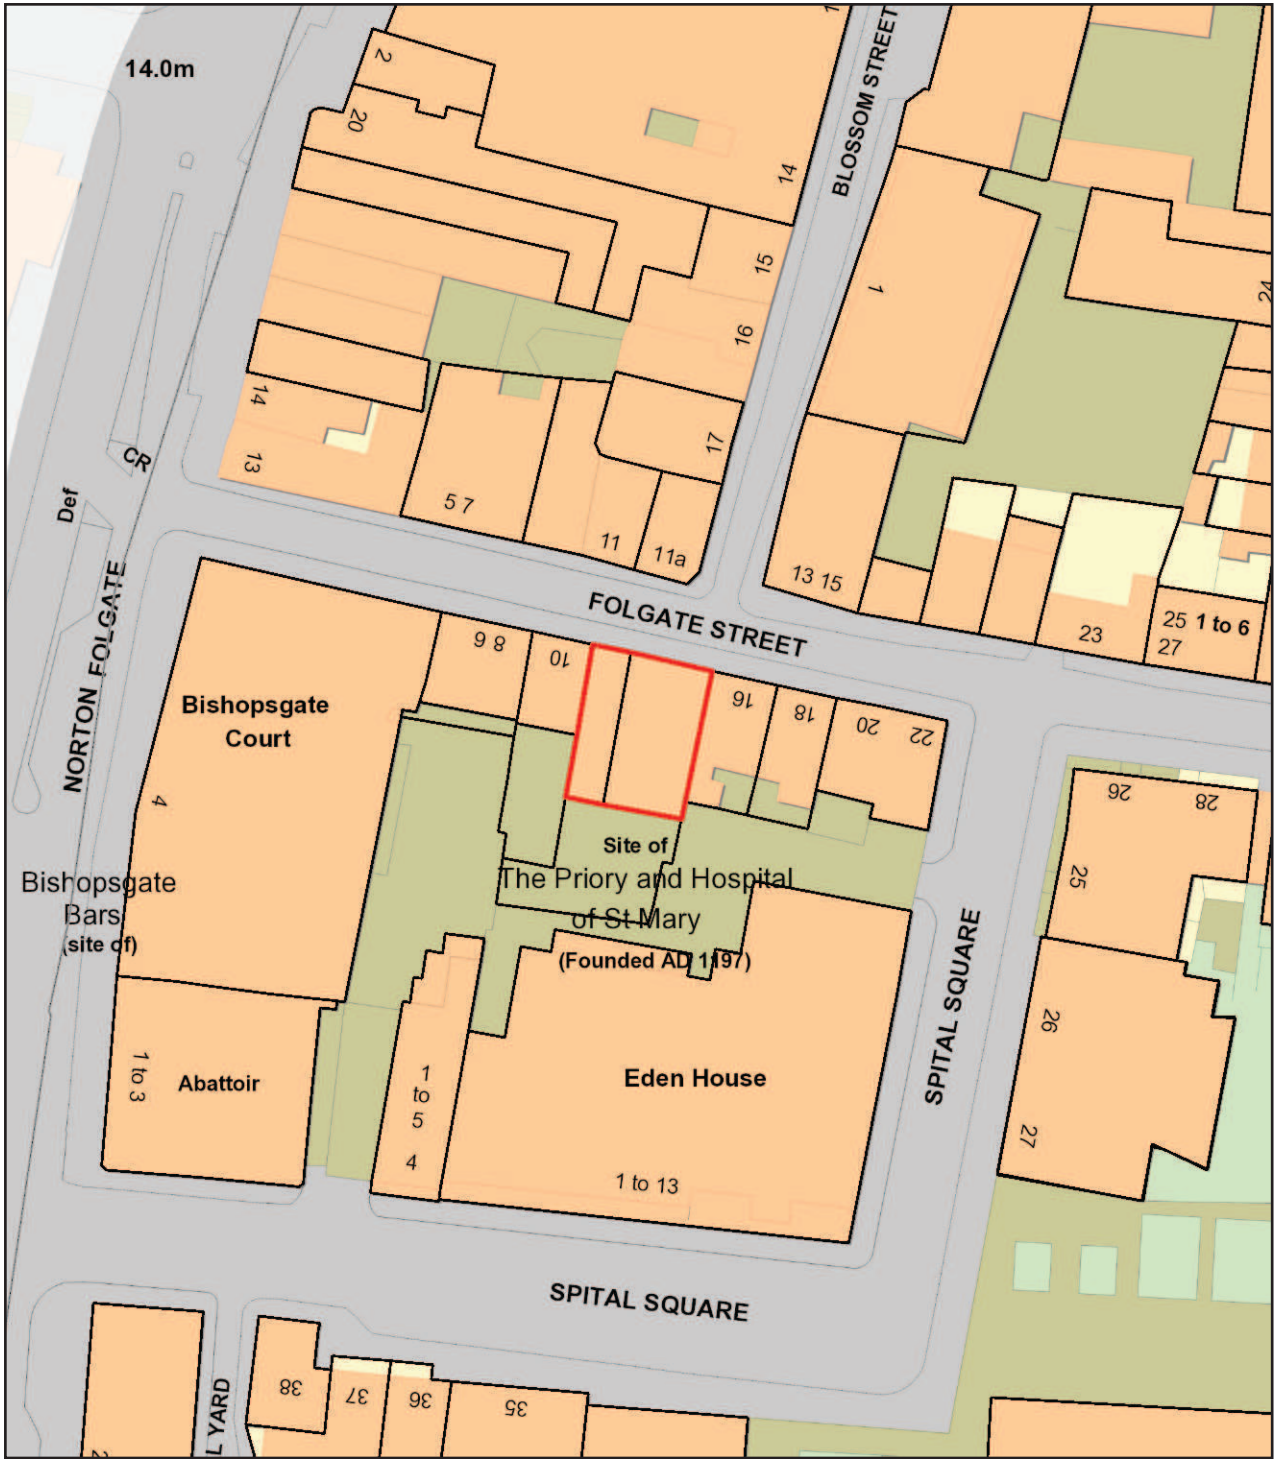 14.0m
2
20
14
BLOSSOM STREET
15
16
17
1
24
14
13
5 7
11
11a
13 15
23
25
27
1 to 6
CR
Def
NORTON FOLGATE
FOLGATE STREET
6 8
10
16
18
20
22
Bishopsgate
Court
4
Bishopsgate
Bars
(site of)
Site of
The Priory and Hospital
of St Mary
(Founded AD 1197)
26
28
25
SPITAL SQUARE
26
27
1 to 3
Abattoir
1
to
5
4
Eden House
1 to 13
SPITAL SQUARE
L YARD
38
37
36
35